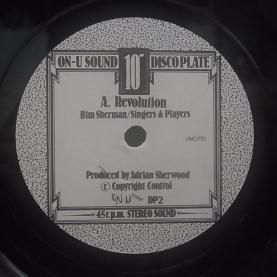 ON-U SOUND 10" DISCO PLATE
A. Revolution
Bim Sherman/Singers & Players
(MCPS)
Produced by Adrian Sherwood
© Copyright Control
DP2
45 r.p.m. STEREO SOUND